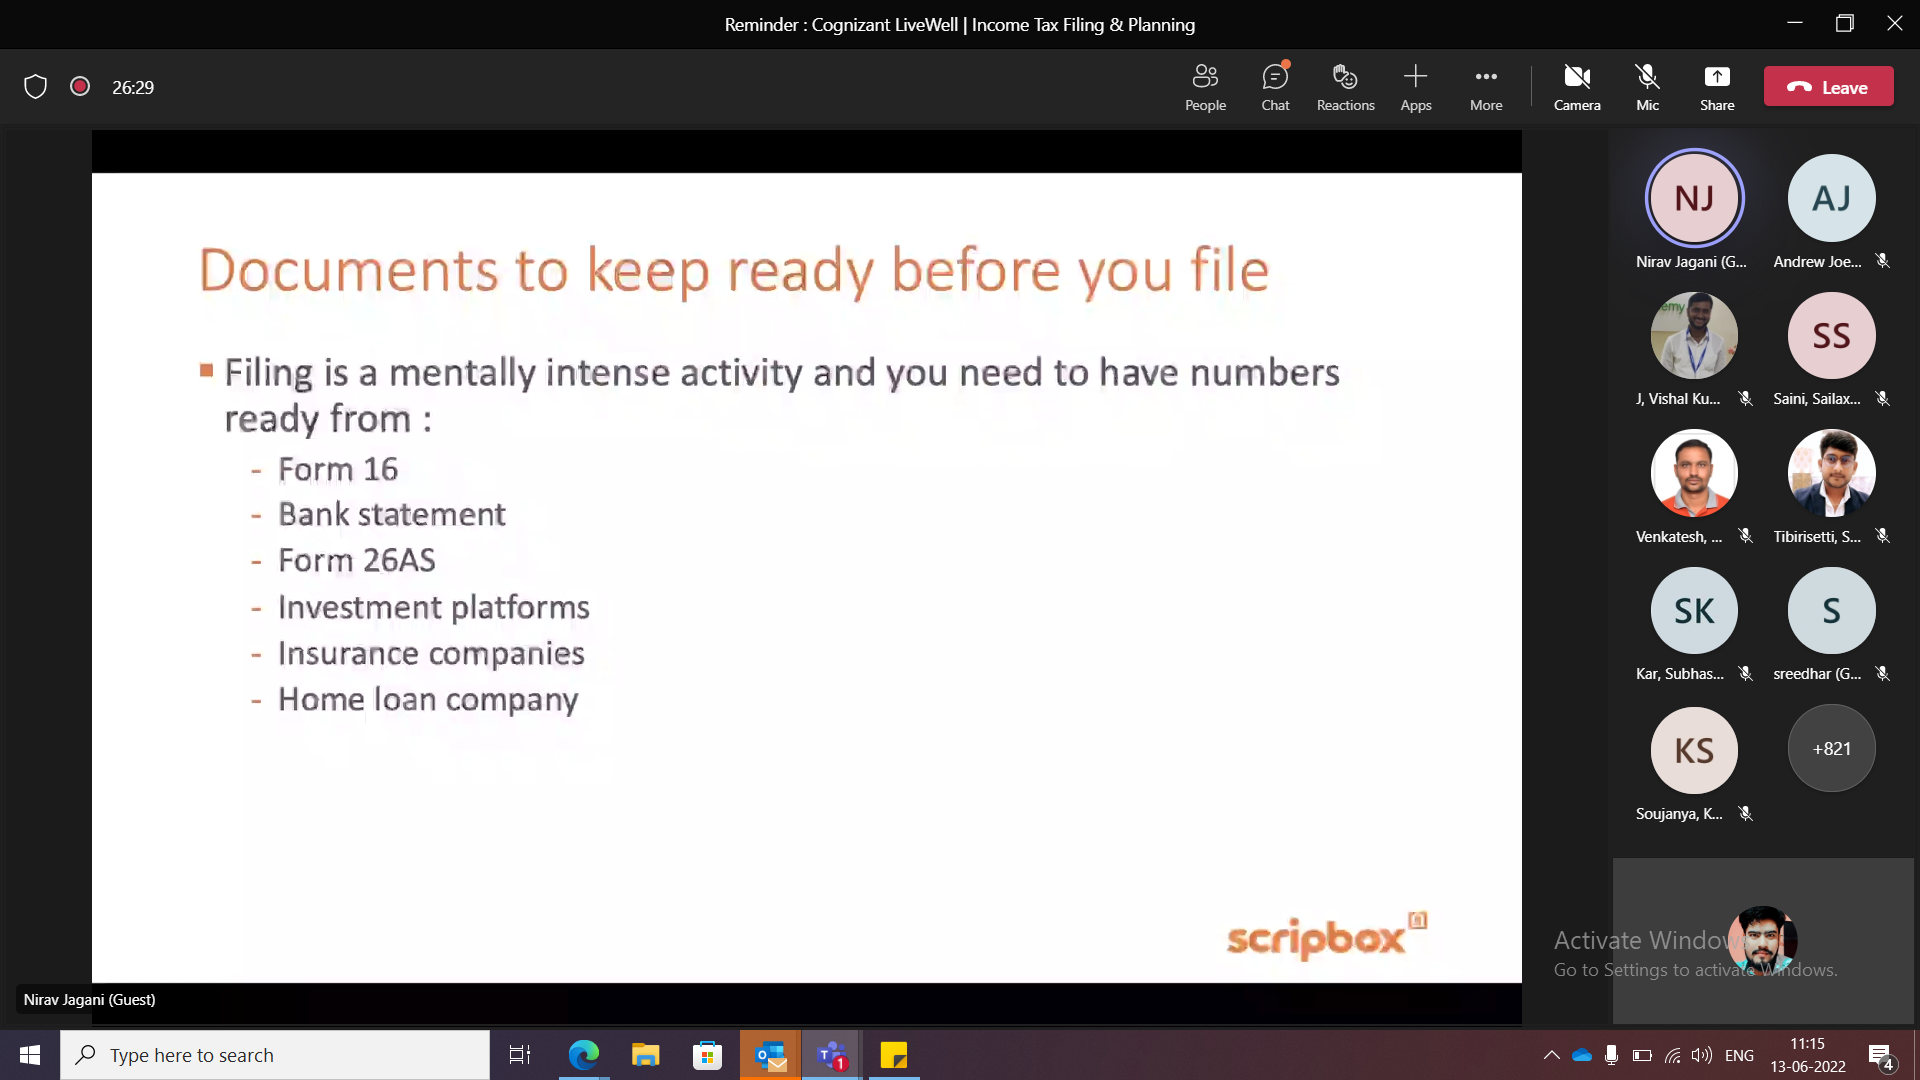 Reminder : Cognizant LiveWell | Income Tax Filing & Planning
26:29
People
Chat
Reactions
Apps
More
Camera
Mic
Share
Leave
Documents to keep ready before you file
Filing is a mentally intense activity and you need to have numbers
ready from :
- Form 16
- Bank statement
- Form 26AS
- Investment platforms
- Insurance companies
- Home loan company
scripbox
Nirav Jagani (Guest)
NJ
AJ
Nirav Jagani (G...
Andrew Joe...
emy
SS
J, Vishal Ku...
Saini, Sailax...
Venkatesh, ...
Tibirisetti, S...
SK
S
Kar, Subhas...
sreedhar (G...
KS
+821
Soujanya, K...
Activate Windows
Go to Settings to activate Windows.
Type here to search
1
ENG
11:15
13-06-2022
4